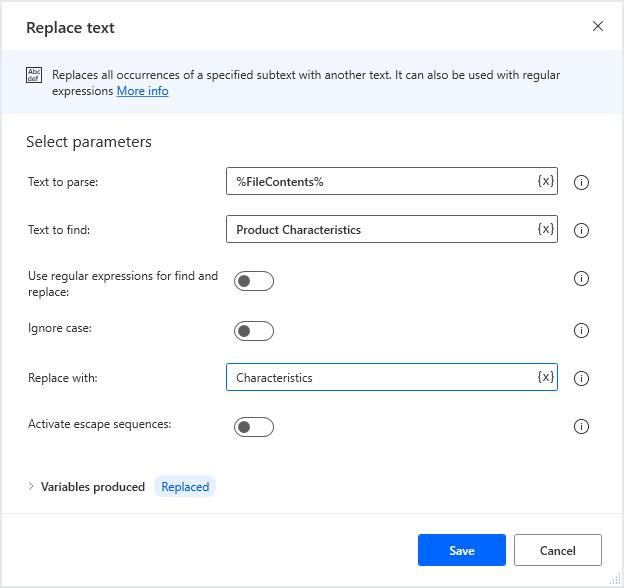 Replace text
Abc
def
Replaces all occurrences of a specified subtext with another text. It can also be used with regular
expressions More info
Select parameters
Text to parse:
%FileContents%
{x}
Text to find:
Product Characteristics
{x}
Use regular expressions for find and
replace:
Ignore case:
Replace with:
Characteristics
{x}
Activate escape sequences:
Variables produced Replaced
Save
Cancel